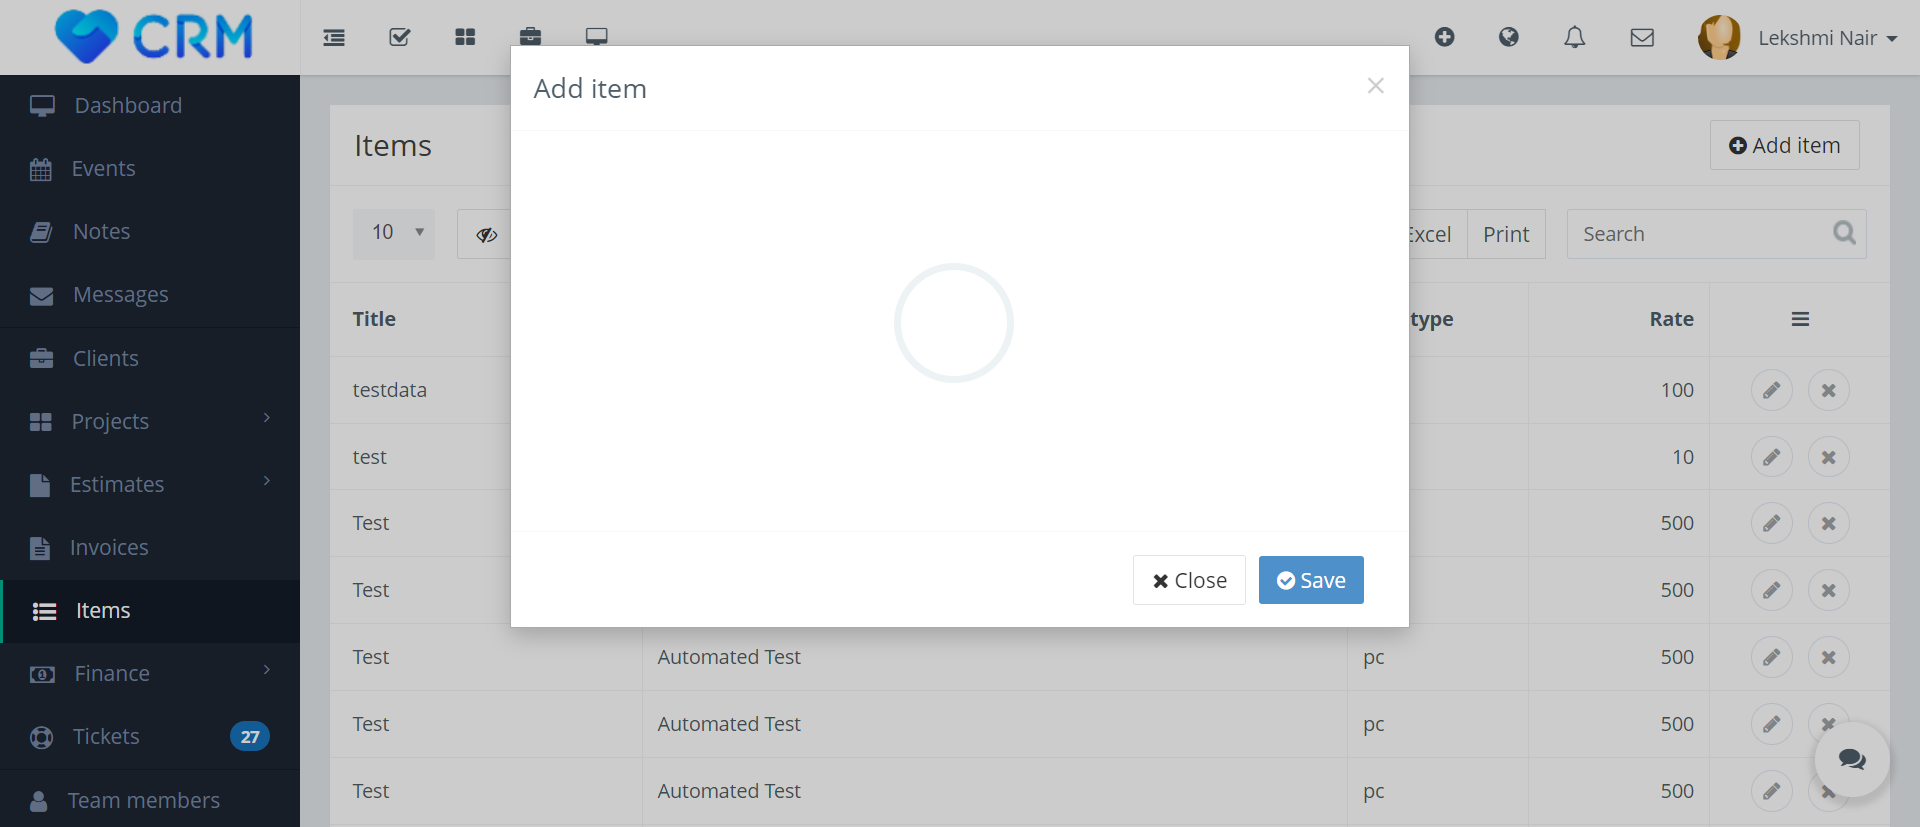 CRM
Lekshmi Nair
Dashboard
Events
Notes
Messages
Clients
Projects
Estimates
Invoices
Items
Finance
Tickets 27
Team members
Items
Add item
10
Print
Search
Title
type
Rate
testdata 100
test 10
Test 500
Test 500
Test Automated Test pc 500
Test Automated Test pc 500
Test Automated Test pc 500
Add item
×
Close
Save